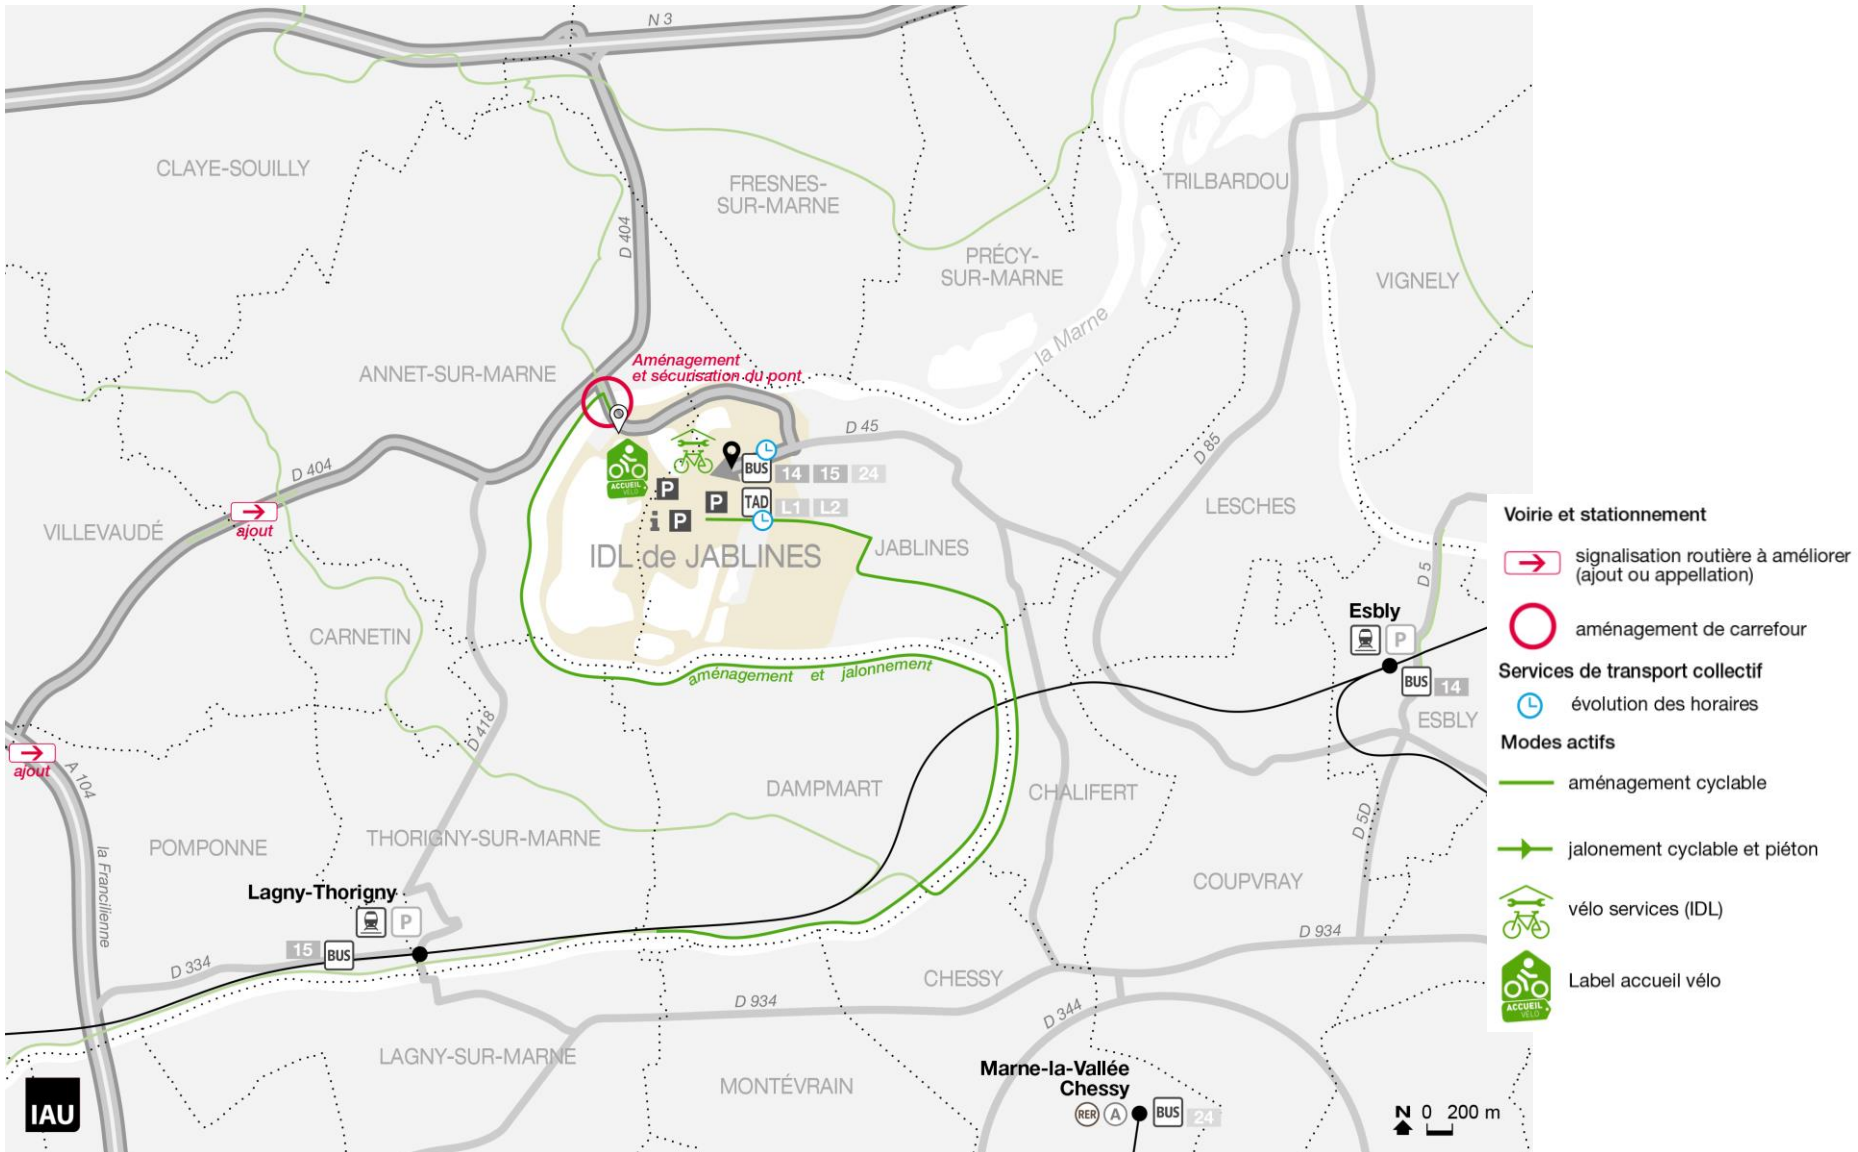 N 3
CLAYE-SOUILLY
FRESNES-
SUR-MARNE
TRILBARDOU
D 404
PRÉCY-
SUR-MARNE
VIGNELY
la Marne
Aménagement
et sécurisation du pont
ANNET-SUR-MARNE
D 45
D 85
D 404
ACCUEIL
VÉLO
P
P
i P
BUS 14 15 24
TAD L1 L2
LESCHES
VILLEVAUDÉ
ajout
IDL de JABLINES
JABLINES
D 5
CARNETIN
Esbly
P
BUS 14
ESBLY
aménagement et jalonnement
D 418
ajout
A 104
DAMPMART
CHALIFERT
D 5D
POMPONNE
THORIGNY-SUR-MARNE
la Francilienne
COUPVRAY
Lagny-Thorigny
P
15 BUS
D 334
D 934
CHESSY
D 934
D 344
LAGNY-SUR-MARNE
MONTÉVRAIN
Marne-la-Vallée
Chessy
RER A BUS 24
IAU
N 0 200 m
Voirie et stationnement
signalisation routière à améliorer
(ajout ou appellation)
aménagement de carrefour
Services de transport collectif
évolution des horaires
Modes actifs
aménagement cyclable
jalonement cyclable et piéton
vélo services (IDL)
Label accueil vélo
ACCUEIL
VÉLO